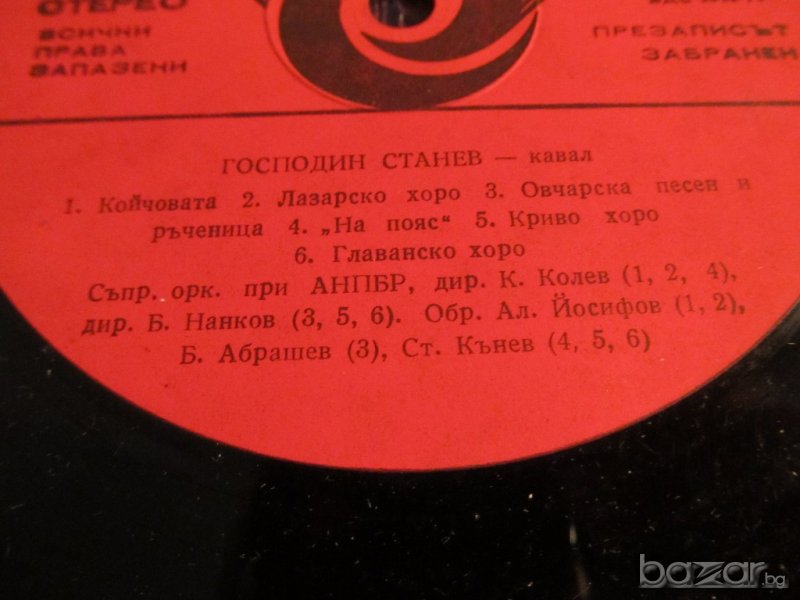 СТЕРЕО
ВСИЧКИ
ПРАВА
ЗАПАЗЕНИ
ПРЕЗАПИСЪТ
ЗАБРАНЕН
ГОСПОДИН СТАНЕВ — кавал
1. Койчовата 2. Лазарско хоро 3. Овчарска песен и
ръченица 4. „На пояс“ 5. Криво хоро
6. Главанско хоро
Съпр. орк. при АНПБР, дир. К. Колев (1, 2, 4),
дир. Б. Нанков (3, 5, 6). Обр. Ал. Йосифов (1, 2),
Б. Абрашев (3), Ст. Кънев (4, 5, 6)
bazar.bg